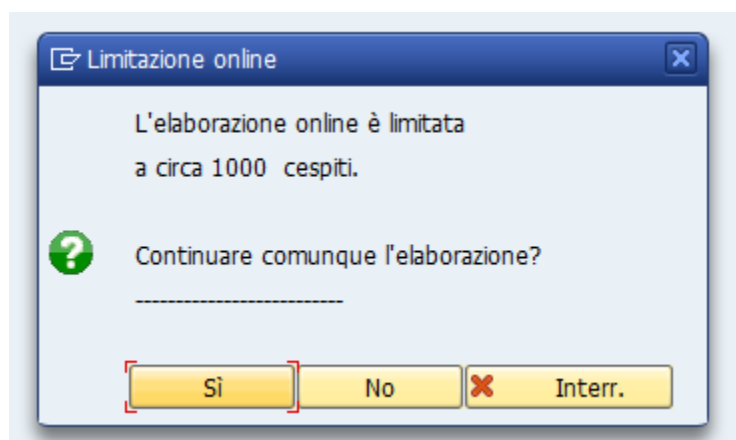 Limitazione online
L'elaborazione online è limitata
a circa 1000 cespiti.
Continuare comunque l'elaborazione?
--------------------------
Sì No Interr.